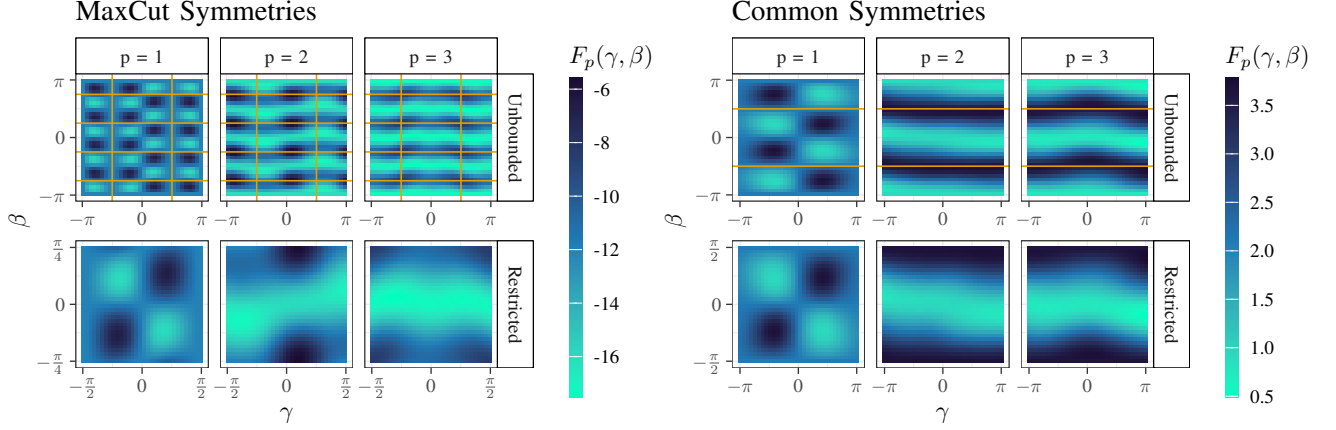 MaxCut Symmetries
p = 1
p = 2
p = 3
F_p(γ, β)
π
0
−π
Unbounded
−π
0
π
−π
0
π
−π
0
π
β
π/4
0
−π/4
Restricted
−π/2
0
π/2
−π/2
0
π/2
−π/2
0
π/2
γ
-6
-8
-10
-12
-14
-16
Common Symmetries
p = 1
p = 2
p = 3
F_p(γ, β)
π
0
−π
Unbounded
−π
0
π
−π
0
π
−π
0
π
β
π/2
0
−π/2
Restricted
−π
0
π
−π
0
π
−π
0
π
γ
3.5
3.0
2.5
2.0
1.5
1.0
0.5